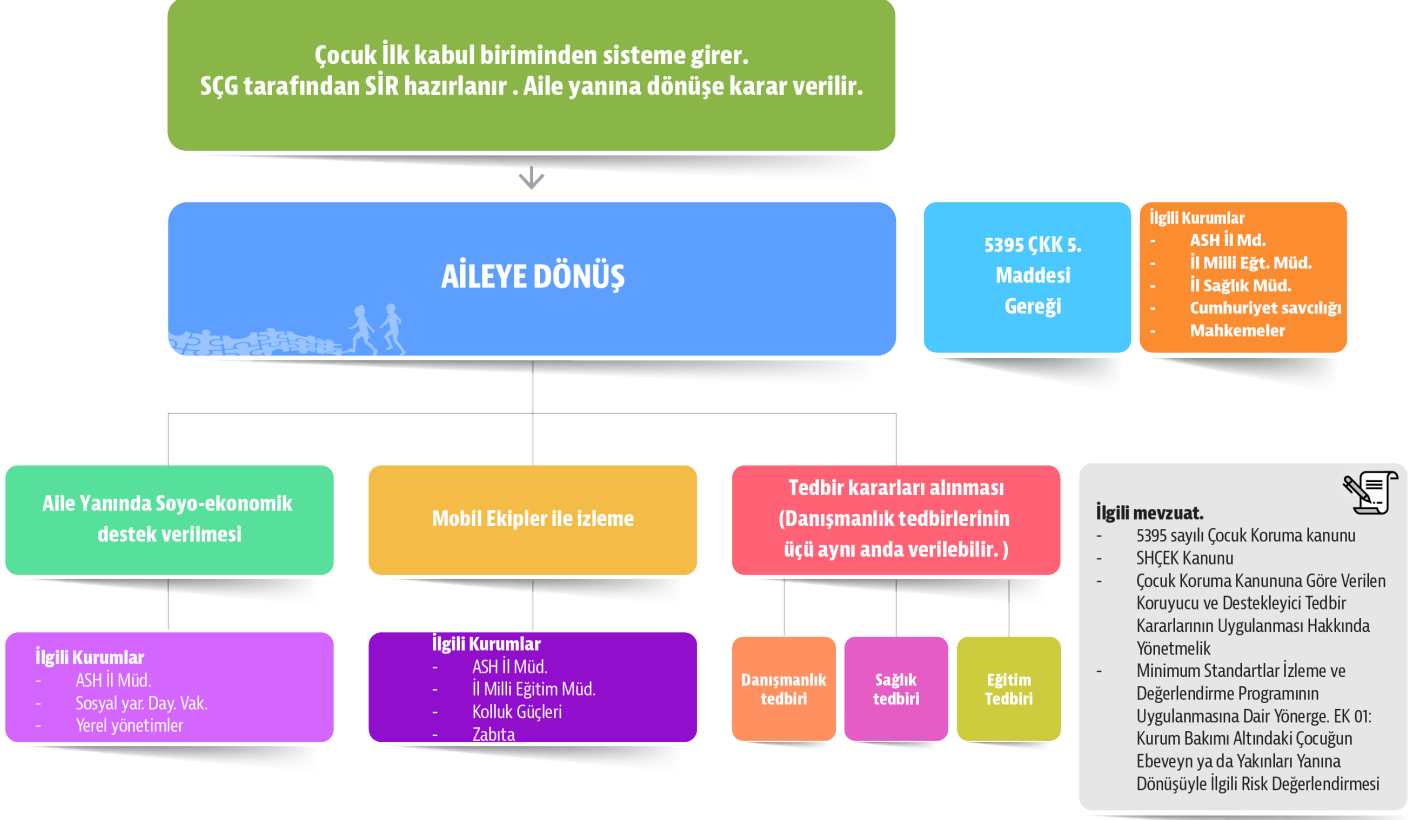 Çocuk İlk kabul biriminden sisteme girer.
SÇG tarafından SİR hazırlanır . Aile yanına dönüşe karar verilir.
AİLEYE DÖNÜŞ
5395 ÇKK 5.
Maddesi
Gereği
İlgili Kurumlar
- ASH İl Md.
- İl Milli Eğt. Müd.
- İl Sağlık Müd.
- Cumhuriyet savcılığı
- Mahkemeler
Aile Yanında Soyo-ekonomik
destek verilmesi
Mobil Ekipler ile izleme
Tedbir kararları alınması
(Danışmanlık tedbirlerinin
üçü aynı anda verilebilir. )
İlgili Kurumlar
- ASH İl Müd.
- Sosyal yar. Day. Vak.
- Yerel yönetimler
İlgili Kurumlar
- ASH İl Müd.
- İl Milli Eğitim Müd.
- Kolluk Güçleri
- Zabıta
Danışmanlık
tedbiri
Sağlık
tedbiri
Eğitim
Tedbiri
İlgili mevzuat.
- 5395 sayılı Çocuk Koruma kanunu
- SHÇEK Kanunu
- Çocuk Koruma Kanununa Göre Verilen
Koruyucu ve Destekleyici Tedbir
Kararlarının Uygulanması Hakkında
Yönetmelik
- Minimum Standartlar İzleme ve
Değerlendirme Programının
Uygulanmasına Dair Yönerge. EK 01:
Kurum Bakımı Altındaki Çocuğun
Ebeveyn ya da Yakınları Yanına
Dönüşüyle İlgili Risk Değerlendirmesi